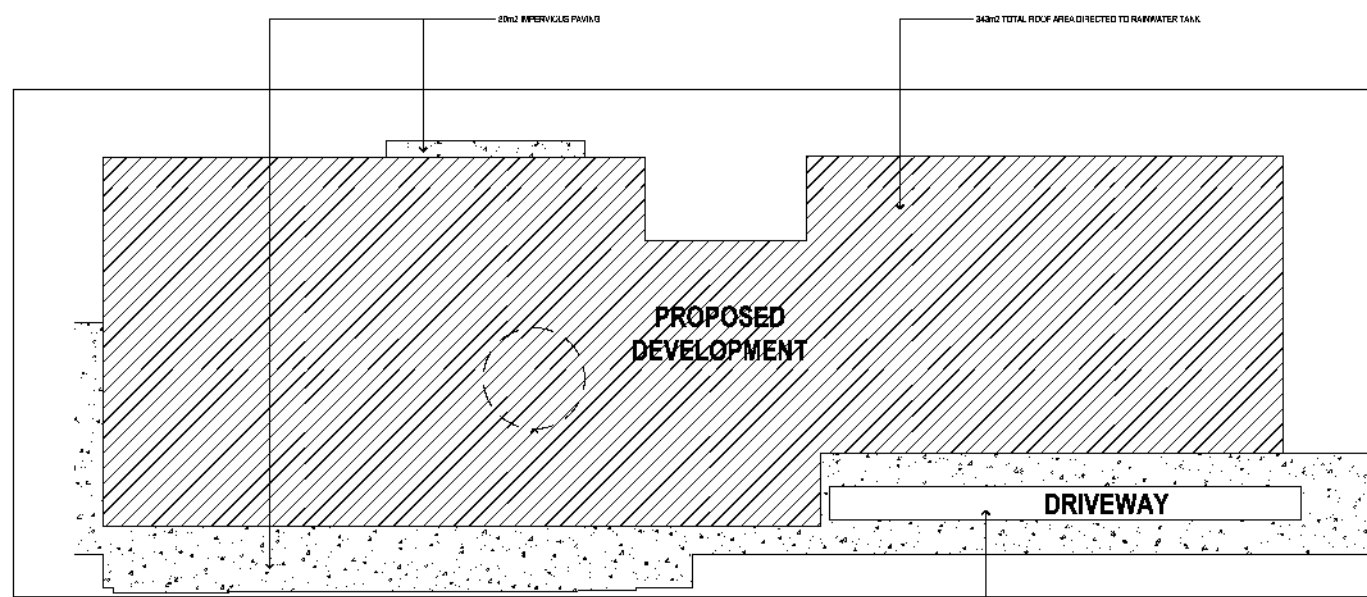 20m2 IMPERVIOUS PAVING
343m2 TOTAL ROOF AREA DIRECTED TO RAINWATER TANK
PROPOSED
DEVELOPMENT
DRIVEWAY